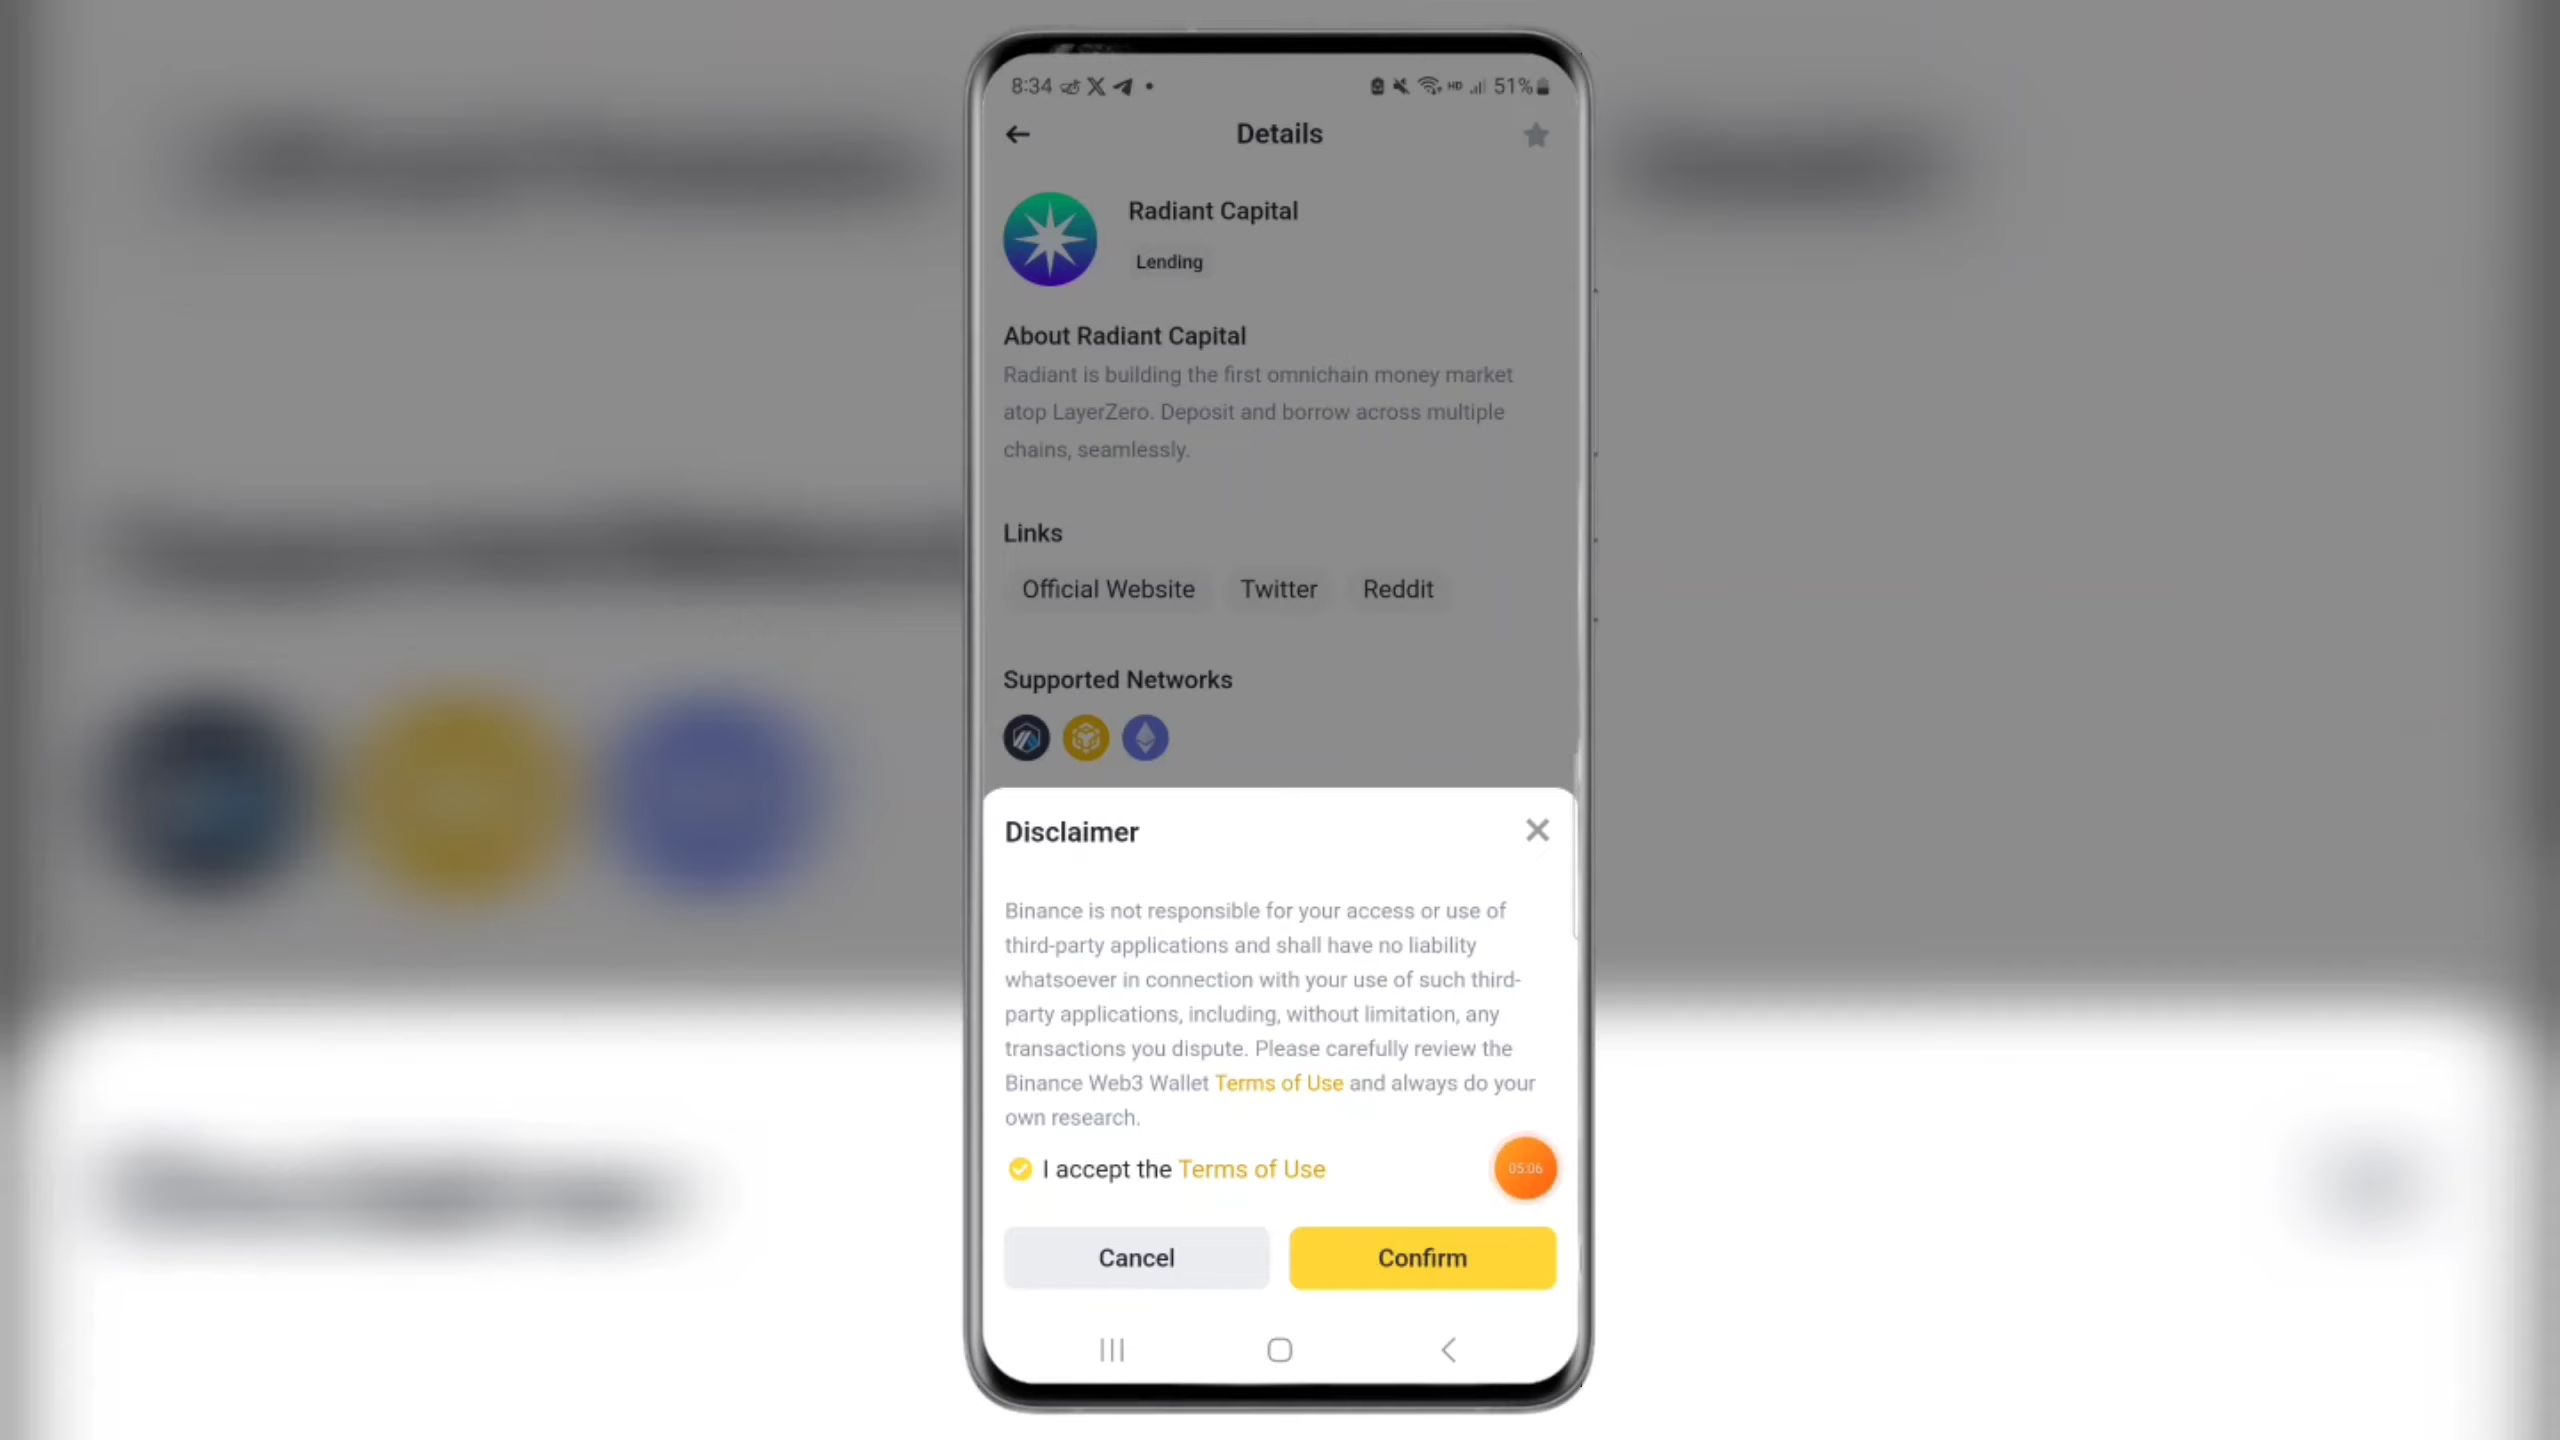 8:34
HD 51%
Details
Radiant Capital
Lending
About Radiant Capital
Radiant is building the first omnichain money market
atop LayerZero. Deposit and borrow across multiple
chains, seamlessly.
Links
Official Website Twitter Reddit
Supported Networks
Disclaimer
Binance is not responsible for your access or use of
third-party applications and shall have no liability
whatsoever in connection with your use of such third-
party applications, including, without limitation, any
transactions you dispute. Please carefully review the
Binance Web3 Wallet Terms of Use and always do your
own research.
I accept the Terms of Use
05:06
Cancel Confirm